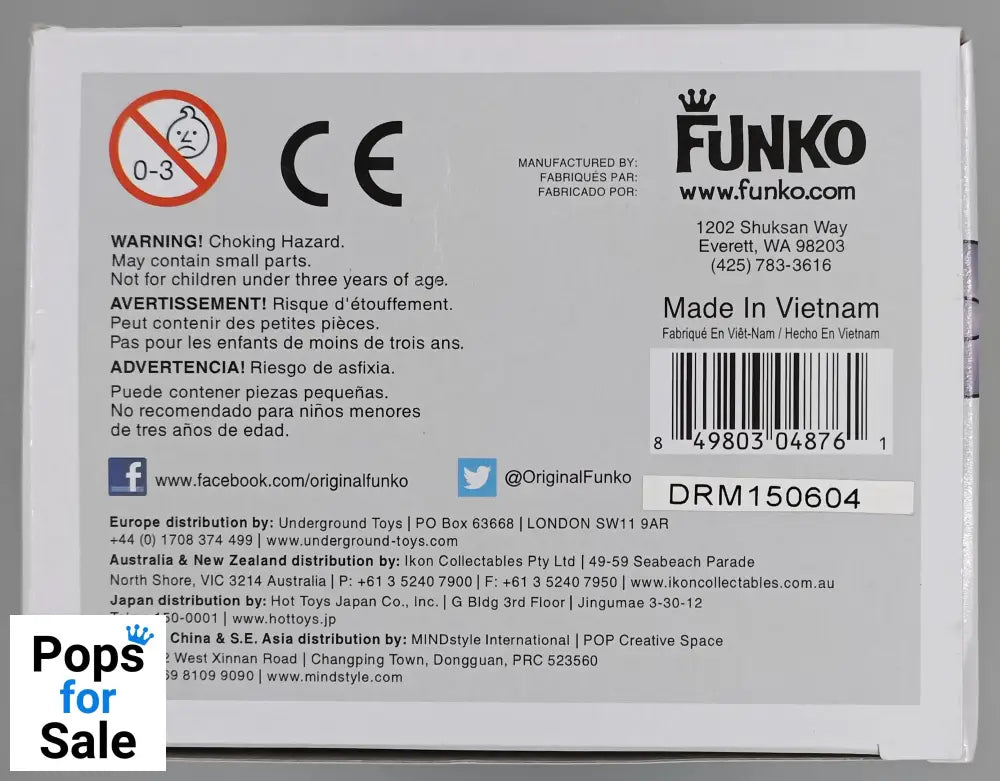 0-3
CE
MANUFACTURED BY:
FABRIQUÉS PAR:
FABRICADO POR:
FUNKO
www.funko.com
1202 Shuksan Way
Everett, WA 98203
(425) 783-3616
WARNING! Choking Hazard.
May contain small parts.
Not for children under three years of age.
AVERTISSEMENT! Risque d'étouffement.
Peut contenir des petites pièces.
Pas pour les enfants de moins de trois ans.
ADVERTENCIA! Riesgo de asfixia.
Puede contener piezas pequeñas.
No recomendado para niños menores
de tres años de edad.
Made In Vietnam
Fabriqué En Viêt-Nam / Hecho En Vietnam
8 49803 04876 1
www.facebook.com/originalfunko
@OriginalFunko
DRM150604
Europe distribution by: Underground Toys | PO Box 63668 | LONDON SW11 9AR
+44 (0) 1708 374 499 | www.underground-toys.com
Australia & New Zealand distribution by: Ikon Collectables Pty Ltd | 49-59 Seabeach Parade
North Shore, VIC 3214 Australia | P: +61 3 5240 7900 | F: +61 3 5240 7950 | www.ikoncollectables.com.au
Japan distribution by: Hot Toys Japan Co., Inc. | G Bldg 3rd Floor | Jingumae 3-30-12
150-0001 | www.hottoys.jp
China & S.E. Asia distribution by: MINDstyle International | POP Creative Space
West Xinnan Road | Changping Town, Dongguan, PRC 523560
8109 9090 | www.mindstyle.com
Pops
for
Sale